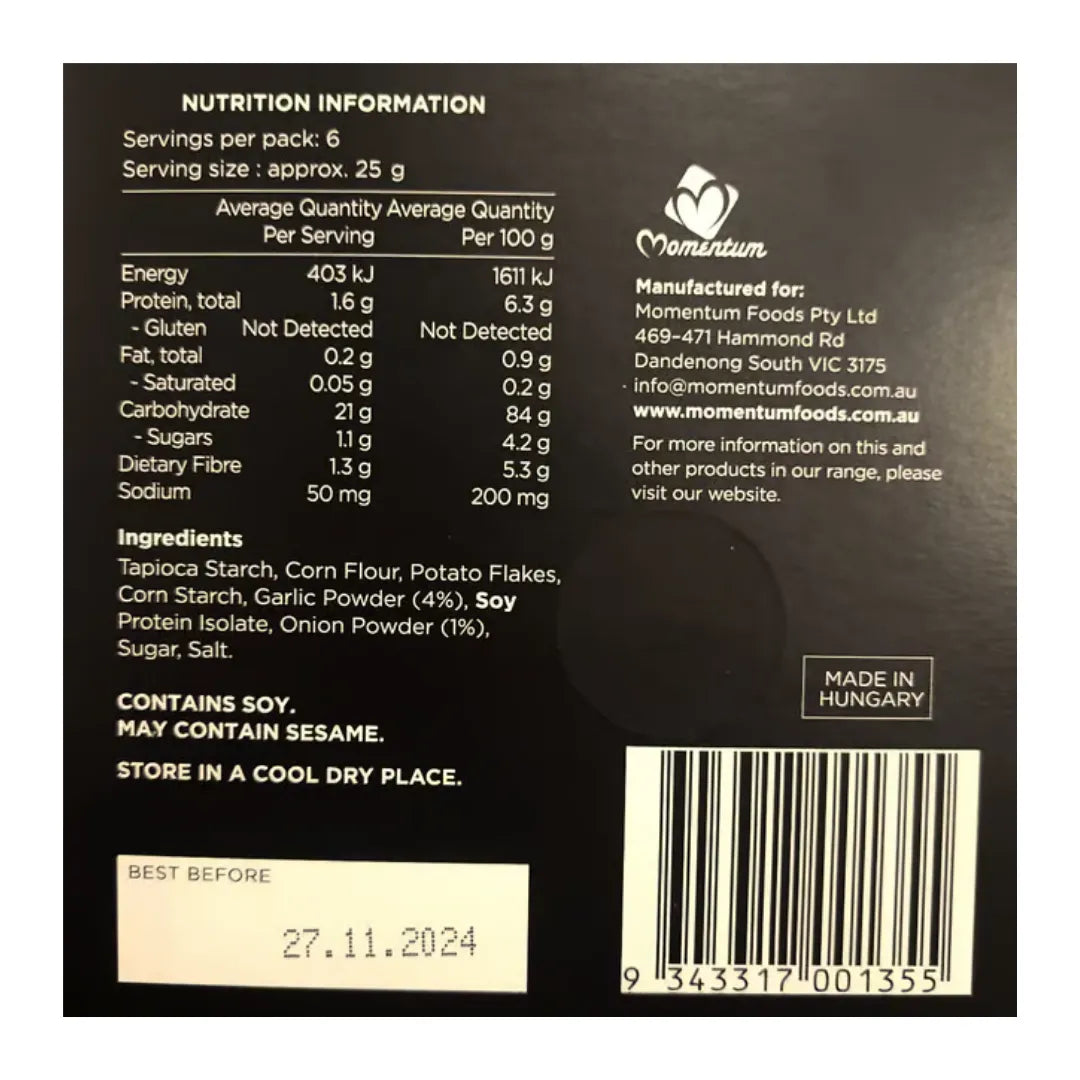 NUTRITION INFORMATION
Servings per pack: 6
Serving size : approx. 25 g
Average Quantity Average Quantity
Per Serving Per 100 g
Energy 403 kJ 1611 kJ
Protein, total 1.6 g 6.3 g
- Gluten Not Detected Not Detected
Fat, total 0.2 g 0.9 g
- Saturated 0.05 g 0.2 g
Carbohydrate 21 g 84 g
- Sugars 1.1 g 4.2 g
Dietary Fibre 1.3 g 5.3 g
Sodium 50 mg 200 mg
Ingredients
Tapioca Starch, Corn Flour, Potato Flakes,
Corn Starch, Garlic Powder (4%), Soy
Protein Isolate, Onion Powder (1%),
Sugar, Salt.
CONTAINS SOY.
MAY CONTAIN SESAME.
STORE IN A COOL DRY PLACE.
BEST BEFORE
27.11.2024
Momentum
Manufactured for:
Momentum Foods Pty Ltd
469-471 Hammond Rd
Dandenong South VIC 3175
info@momentumfoods.com.au
www.momentumfoods.com.au
For more information on this and
other products in our range, please
visit our website.
MADE IN
HUNGARY
9 343317 001355